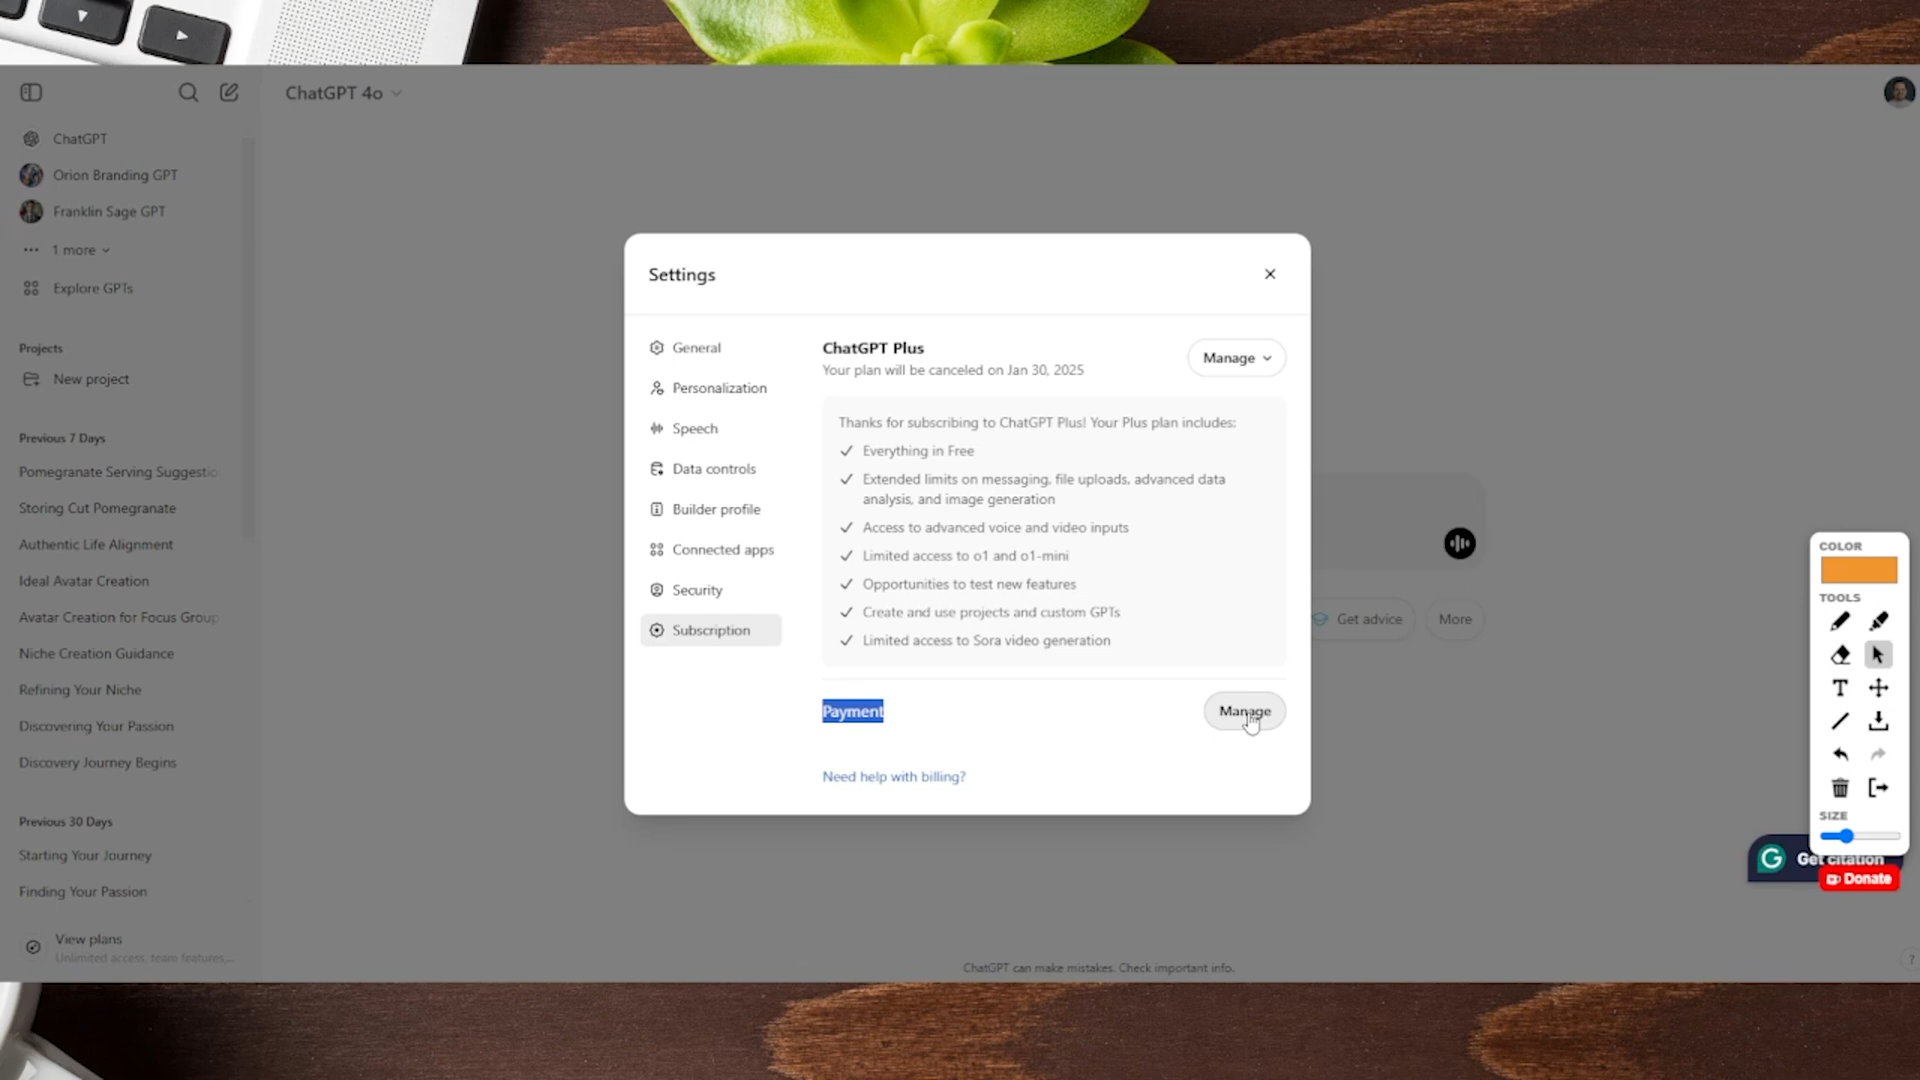 ChatGPT 4o
ChatGPT
Orion Branding GPT
Franklin Sage GPT
1 more
Explore GPTs
Projects
New project
Previous 7 Days
Pomegranate Serving Suggestio
Storing Cut Pomegranate
Authentic Life Alignment
Ideal Avatar Creation
Avatar Creation for Focus Group
Niche Creation Guidance
Refining Your Niche
Discovering Your Passion
Discovery Journey Begins
Previous 30 Days
Starting Your Journey
Finding Your Passion
View plans
Unlimited access, team features,...
Settings
General
Personalization
Speech
Data controls
Builder profile
Connected apps
Security
Subscription
ChatGPT Plus
Your plan will be canceled on Jan 30, 2025
Manage
Thanks for subscribing to ChatGPT Plus! Your Plus plan includes:
Everything in Free
Extended limits on messaging, file uploads, advanced data
analysis, and image generation
Access to advanced voice and video inputs
Limited access to o1 and o1-mini
Opportunities to test new features
Create and use projects and custom GPTs
Limited access to Sora video generation
Payment
Manage
Need help with billing?
Get advice
More
ChatGPT can make mistakes. Check important info.
?
COLOR
TOOLS
T
SIZE
G
Get citation
Donate